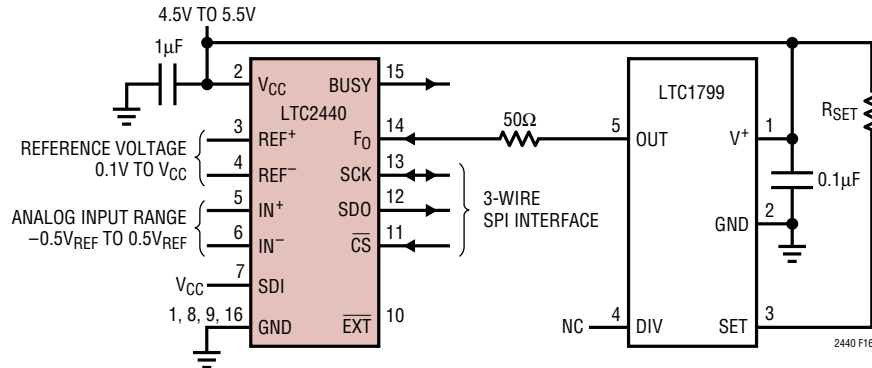 4.5V TO 5.5V
1µF
2
VCC
BUSY
15
LTC2440
LTC1799
RSET
REFERENCE VOLTAGE
0.1V TO VCC
3
REF+
FO
14
50Ω
5
OUT
V+
1
4
REF–
SCK
13
0.1µF
ANALOG INPUT RANGE
–0.5VREF TO 0.5VREF
5
IN+
SDO
12
3-WIRE
SPI INTERFACE
GND
2
6
IN–
CS
11
VCC
7
SDI
1, 8, 9, 16
GND
EXT
10
NC
4
DIV
SET
3
2440 F16